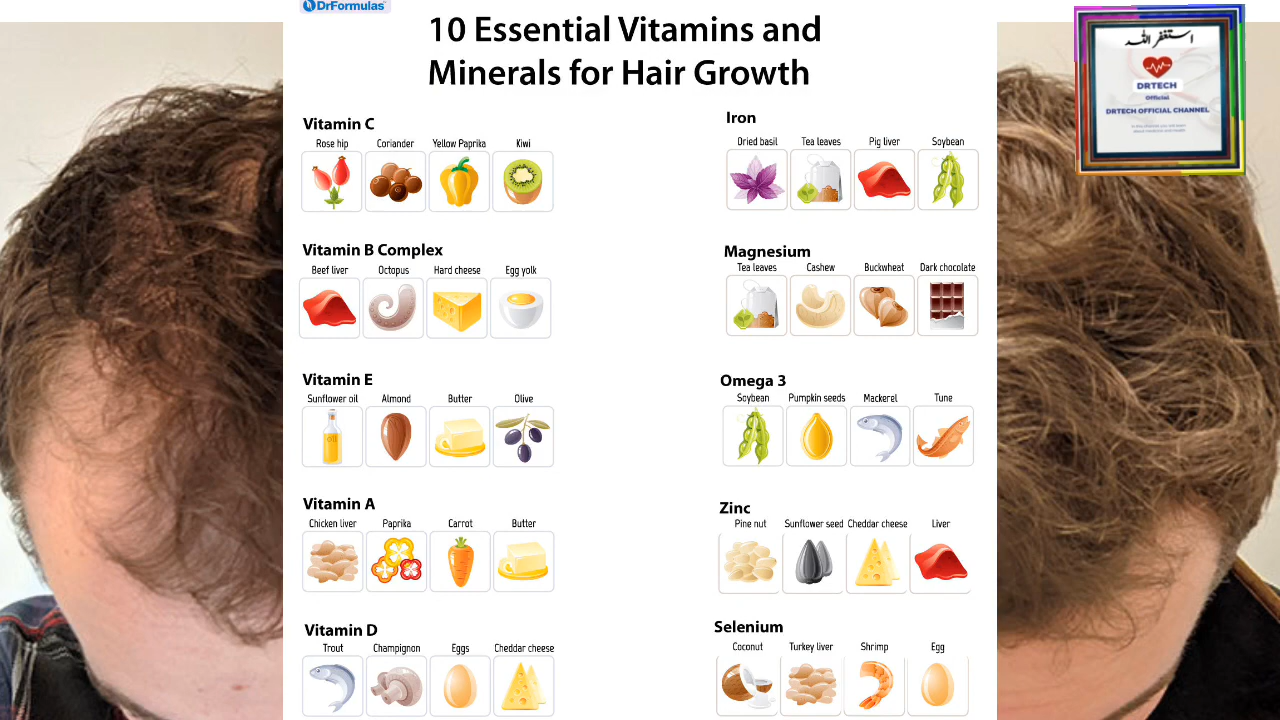 DrFormulas™
10 Essential Vitamins and
Minerals for Hair Growth
استغفر الله
DRTECH
Official
DRTECH OFFICIAL CHANNEL
Vitamin C
Rose hip Coriander Yellow Paprika Kiwi
Vitamin B Complex
Beef liver Octopus Hard cheese Egg yolk
Vitamin E
Sunflower oil Almond Butter Olive
Oil
Vitamin A
Chicken liver Paprika Carrot Butter
Vitamin D
Trout Champignon Eggs Cheddar cheese
Iron
Dried basil Tea leaves Pig liver Soybean
Magnesium
Tea leaves Cashew Buckwheat Dark chocolate
Omega 3
Soybean Pumpkin seeds Mackerel Tune
Zinc
Pine nut Sunflower seed Cheddar cheese Liver
Selenium
Coconut Turkey liver Shrimp Egg